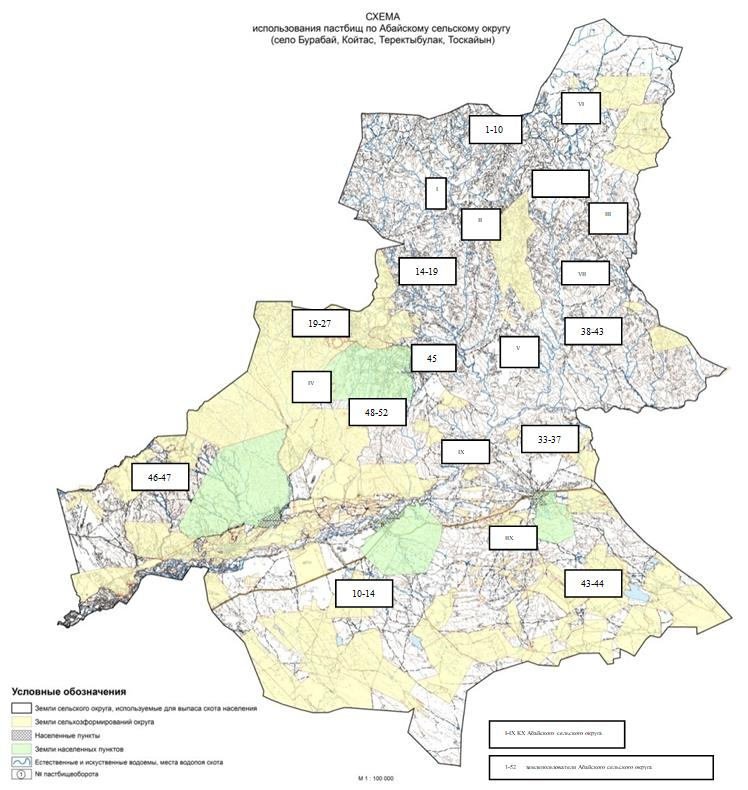 СХЕМА
использования пастбищ по Абайскому сельскому округу
(село Бурабай, Койтас, Теректыбулак, Тоскайын)
VI
1-10
I
II
III
14-19
VII
19-27
38-43
45
V
IV
48-52
33-37
IX
46-47
IIX
10-14
43-44
Условные обозначения
Земли сельского округа, используемые для выпаса скота населения
Земли сельхозформирований округа
Населенные пункты
Земли населенных пунктов
Естественные и искуственные водоемы, места водопоя скота
1 № пастбищеоборота
М 1 : 100 000
I-IX КХ Абайского сельского округа
1-52 землепользователи Абайского сельского округа